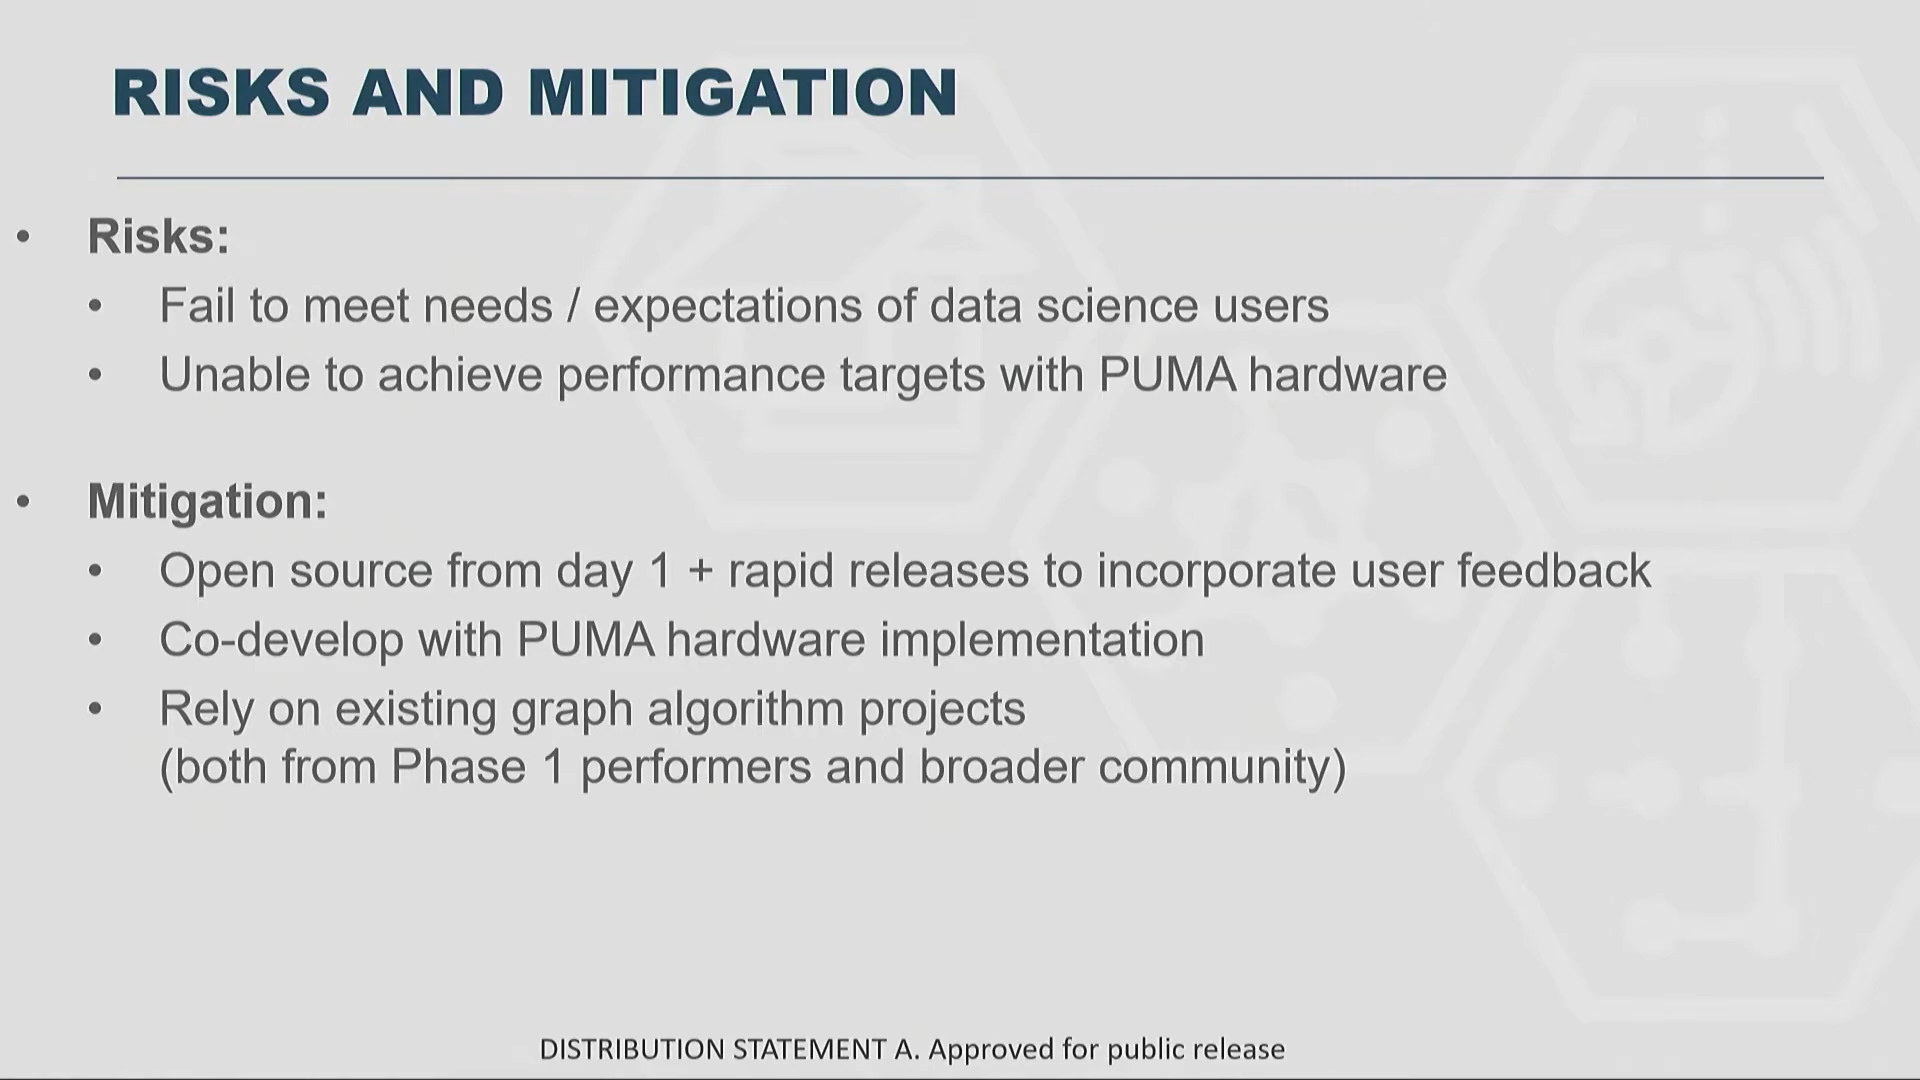 RISKS AND MITIGATION
• Risks:
• Fail to meet needs / expectations of data science users
• Unable to achieve performance targets with PUMA hardware
• Mitigation:
• Open source from day 1 + rapid releases to incorporate user feedback
• Co-develop with PUMA hardware implementation
• Rely on existing graph algorithm projects
(both from Phase 1 performers and broader community)
DISTRIBUTION STATEMENT A. Approved for public release